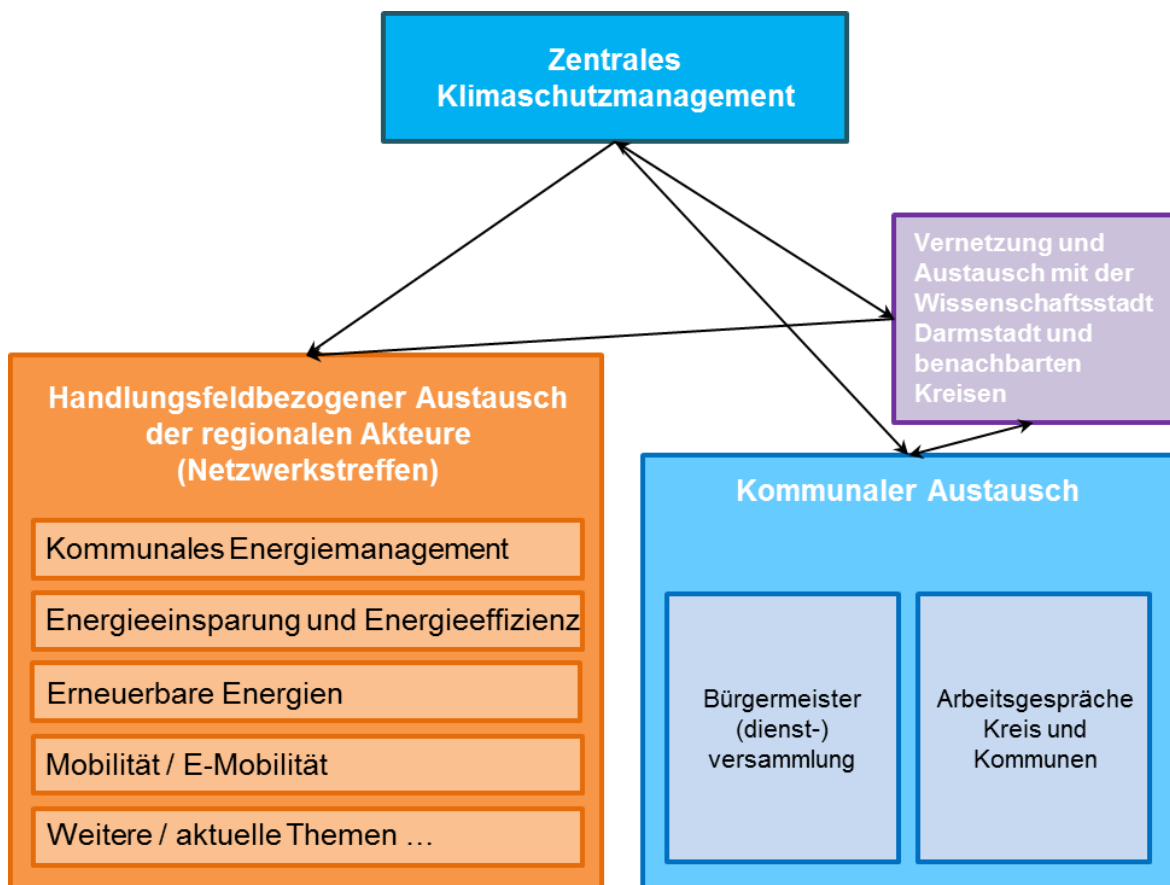 Zentrales
Klimaschutzmanagement
Vernetzung und
Austausch mit der
Wissenschaftsstadt
Darmstadt und
benachbarten
Kreisen
Handlungsfeldbezogener Austausch
der regionalen Akteure
(Netzwerkstreffen)
Kommunales Energiemanagement
Energieeinsparung und Energieeffizienz
Erneuerbare Energien
Mobilität / E-Mobilität
Weitere / aktuelle Themen …
Kommunaler Austausch
Bürgermeister
(dienst-)
versammlung
Arbeitsgespräche
Kreis und
Kommunen